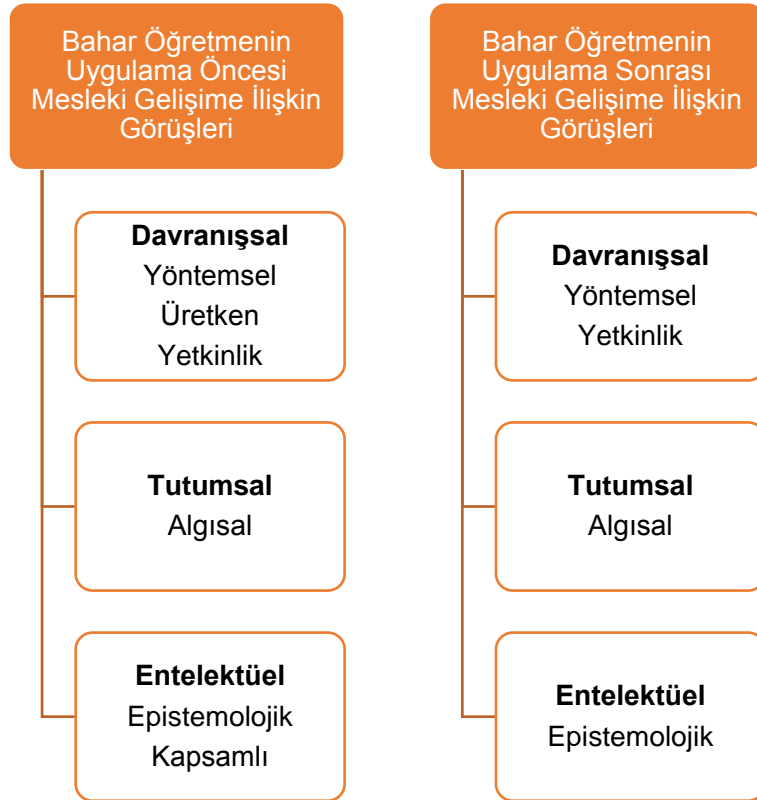 Bahar Öğretmenin
Uygulama Öncesi
Mesleki Gelişime İlişkin
Görüşleri
Davranışsal
Yöntemsel
Üretken
Yetkinlik
Tutumsal
Algısal
Entelektüel
Epistemolojik
Kapsamlı
Bahar Öğretmenin
Uygulama Sonrası
Mesleki Gelişime İlişkin
Görüşleri
Davranışsal
Yöntemsel
Yetkinlik
Tutumsal
Algısal
Entelektüel
Epistemolojik